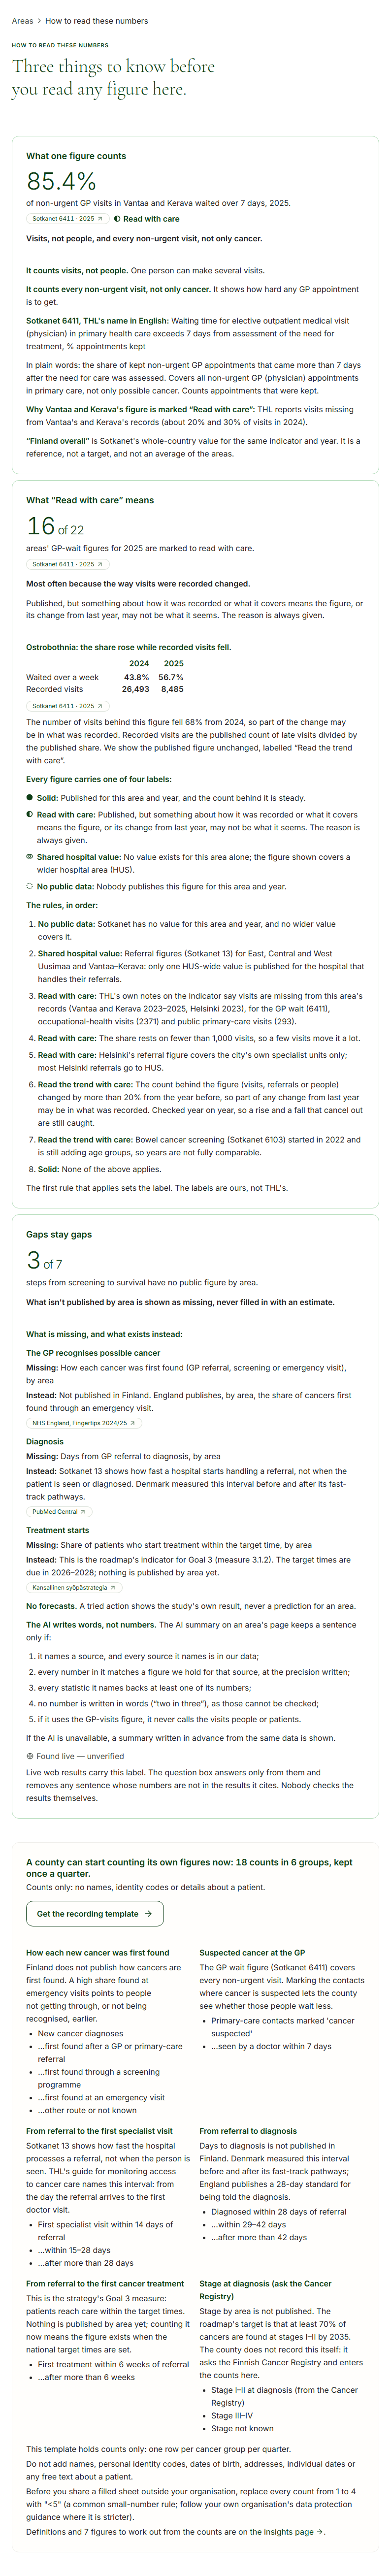 Areas › How to read these numbers
HOW TO READ THESE NUMBERS
Three things to know before
you read any figure here.
What one figure counts
85.4%
of non-urgent GP visits in Vantaa and Kerava waited over 7 days, 2025.
Sotkanet 6411 · 2025 ↗ Read with care
Visits, not people, and every non-urgent visit, not only cancer.
It counts visits, not people. One person can make several visits.
It counts every non-urgent visit, not only cancer. It shows how hard any GP appointment
is to get.
Sotkanet 6411, THL's name in English: Waiting time for elective outpatient medical visit
(physician) in primary health care exceeds 7 days from assessment of the need for
treatment, % appointments kept
In plain words: the share of kept non-urgent GP appointments that came more than 7 days
after the need for care was assessed. Covers all non-urgent GP (physician) appointments
in primary care, not only possible cancer. Counts appointments that were kept.
Why Vantaa and Kerava's figure is marked “Read with care”: THL reports visits missing
from Vantaa's and Kerava's records (about 20% and 30% of visits in 2024).
“Finland overall” is Sotkanet's whole-country value for the same indicator and year. It is a
reference, not a target, and not an average of the areas.
What “Read with care” means
16 of 22
areas' GP-wait figures for 2025 are marked to read with care.
Sotkanet 6411 · 2025 ↗
Most often because the way visits were recorded changed.
Published, but something about how it was recorded or what it covers means the figure, or
its change from last year, may not be what it seems. The reason is always given.
Ostrobothnia: the share rose while recorded visits fell.
2024 2025
Waited over a week 43.8% 56.7%
Recorded visits 26,493 8,485
Sotkanet 6411 · 2025 ↗
The number of visits behind this figure fell 68% from 2024, so part of the change may
be in what was recorded. Recorded visits are the published count of late visits divided by
the published share. We show the published figure unchanged, labelled “Read the trend
with care”.
Every figure carries one of four labels:
Solid: Published for this area and year, and the count behind it is steady.
Read with care: Published, but something about how it was recorded or what it covers
means the figure, or its change from last year, may not be what it seems. The reason is
always given.
Shared hospital value: No value exists for this area alone; the figure shown covers a
wider hospital area (HUS).
No public data: Nobody publishes this figure for this area and year.
The rules, in order:
1. No public data: Sotkanet has no value for this area and year, and no wider value
covers it.
2. Shared hospital value: Referral figures (Sotkanet 13) for East, Central and West
Uusimaa and Vantaa–Kerava: only one HUS-wide value is published for the hospital that
handles their referrals.
3. Read with care: THL's own notes on the indicator say visits are missing from this area's
records (Vantaa and Kerava 2023–2025, Helsinki 2023), for the GP wait (6411),
occupational-health visits (2371) and public primary-care visits (293).
4. Read with care: The share rests on fewer than 1,000 visits, so a few visits move it a lot.
5. Read with care: Helsinki's referral figure covers the city's own specialist units only;
most Helsinki referrals go to HUS.
6. Read the trend with care: The count behind the figure (visits, referrals or people)
changed by more than 20% from the year before, so part of any change from last year
may be in what was recorded. Checked year on year, so a rise and a fall that cancel out
are still caught.
7. Read the trend with care: Bowel cancer screening (Sotkanet 6103) started in 2022 and
is still adding age groups, so years are not fully comparable.
8. Solid: None of the above applies.
The first rule that applies sets the label. The labels are ours, not THL's.
Gaps stay gaps
3 of 7
steps from screening to survival have no public figure by area.
What isn't published by area is shown as missing, never filled in with an estimate.
What is missing, and what exists instead:
The GP recognises possible cancer
Missing: How each cancer was first found (GP referral, screening or emergency visit),
by area
Instead: Not published in Finland. England publishes, by area, the share of cancers first
found through an emergency visit.
NHS England, Fingertips 2024/25 ↗
Diagnosis
Missing: Days from GP referral to diagnosis, by area
Instead: Sotkanet 13 shows how fast a hospital starts handling a referral, not when the
patient is seen or diagnosed. Denmark measured this interval before and after its fast-
track pathways.
PubMed Central ↗
Treatment starts
Missing: Share of patients who start treatment within the target time, by area
Instead: This is the roadmap's indicator for Goal 3 (measure 3.1.2). The target times are
due in 2026–2028; nothing is published by area yet.
Kansallinen syöpästrategia ↗
No forecasts. A tried action shows the study's own result, never a prediction for an area.
The AI writes words, not numbers. The AI summary on an area's page keeps a sentence
only if:
1. it names a source, and every source it names is in our data;
2. every number in it matches a figure we hold for that source, at the precision written;
3. every statistic it names backs at least one of its numbers;
4. no number is written in words (“two in three”), as those cannot be checked;
5. if it uses the GP-visits figure, it never calls the visits people or patients.
If the AI is unavailable, a summary written in advance from the same data is shown.
Found live — unverified
Live web results carry this label. The question box answers only from them and
removes any sentence whose numbers are not in the results it cites. Nobody checks the
results themselves.
A county can start counting its own figures now: 18 counts in 6 groups, kept
once a quarter.
Counts only: no names, identity codes or details about a patient.
Get the recording template →
How each new cancer was first found
Finland does not publish how cancers are
first found. A high share found at
emergency visits points to people
not getting through, or not being
recognised, earlier.
• New cancer diagnoses
• …first found after a GP or primary-care
referral
• …first found through a screening
programme
• …first found at an emergency visit
• …other route or not known
Suspected cancer at the GP
The GP wait figure (Sotkanet 6411) covers
every non-urgent visit. Marking the contacts
where cancer is suspected lets the county
see whether those people wait less.
• Primary-care contacts marked 'cancer
suspected'
• …seen by a doctor within 7 days
From referral to the first specialist visit
Sotkanet 13 shows how fast the hospital
processes a referral, not when the person is
seen. THL's guide for monitoring access
to cancer care names this interval: from
the day the referral arrives to the first
doctor visit.
• First specialist visit within 14 days of
referral
• …within 15–28 days
• …after more than 28 days
From referral to diagnosis
Days to diagnosis is not published in
Finland. Denmark measured this interval
before and after its fast-track pathways;
England publishes a 28-day standard for
being told the diagnosis.
• Diagnosed within 28 days of referral
• …within 29–42 days
• …after more than 42 days
From referral to the first cancer treatment
This is the strategy's Goal 3 measure:
patients reach care within the target times.
Nothing is published by area yet; counting it
now means the figure exists when the
national target times are set.
• First treatment within 6 weeks of referral
• …after more than 6 weeks
Stage at diagnosis (ask the Cancer
Registry)
Stage by area is not published. The
roadmap's target is that at least 70% of
cancers are found at stages I–II by 2035.
The county does not record this itself: it
asks the Finnish Cancer Registry and enters
the counts here.
• Stage I–II at diagnosis (from the Cancer
Registry)
• Stage III–IV
• Stage not known
This template holds counts only: one row per cancer group per quarter.
Do not add names, personal identity codes, dates of birth, addresses, individual dates or
any free text about a patient.
Before you share a filled sheet outside your organisation, replace every count from 1 to 4
with "<5" (a common small-number rule; follow your own organisation's data protection
guidance where it is stricter).
Definitions and 7 figures to work out from the counts are on the insights page →.